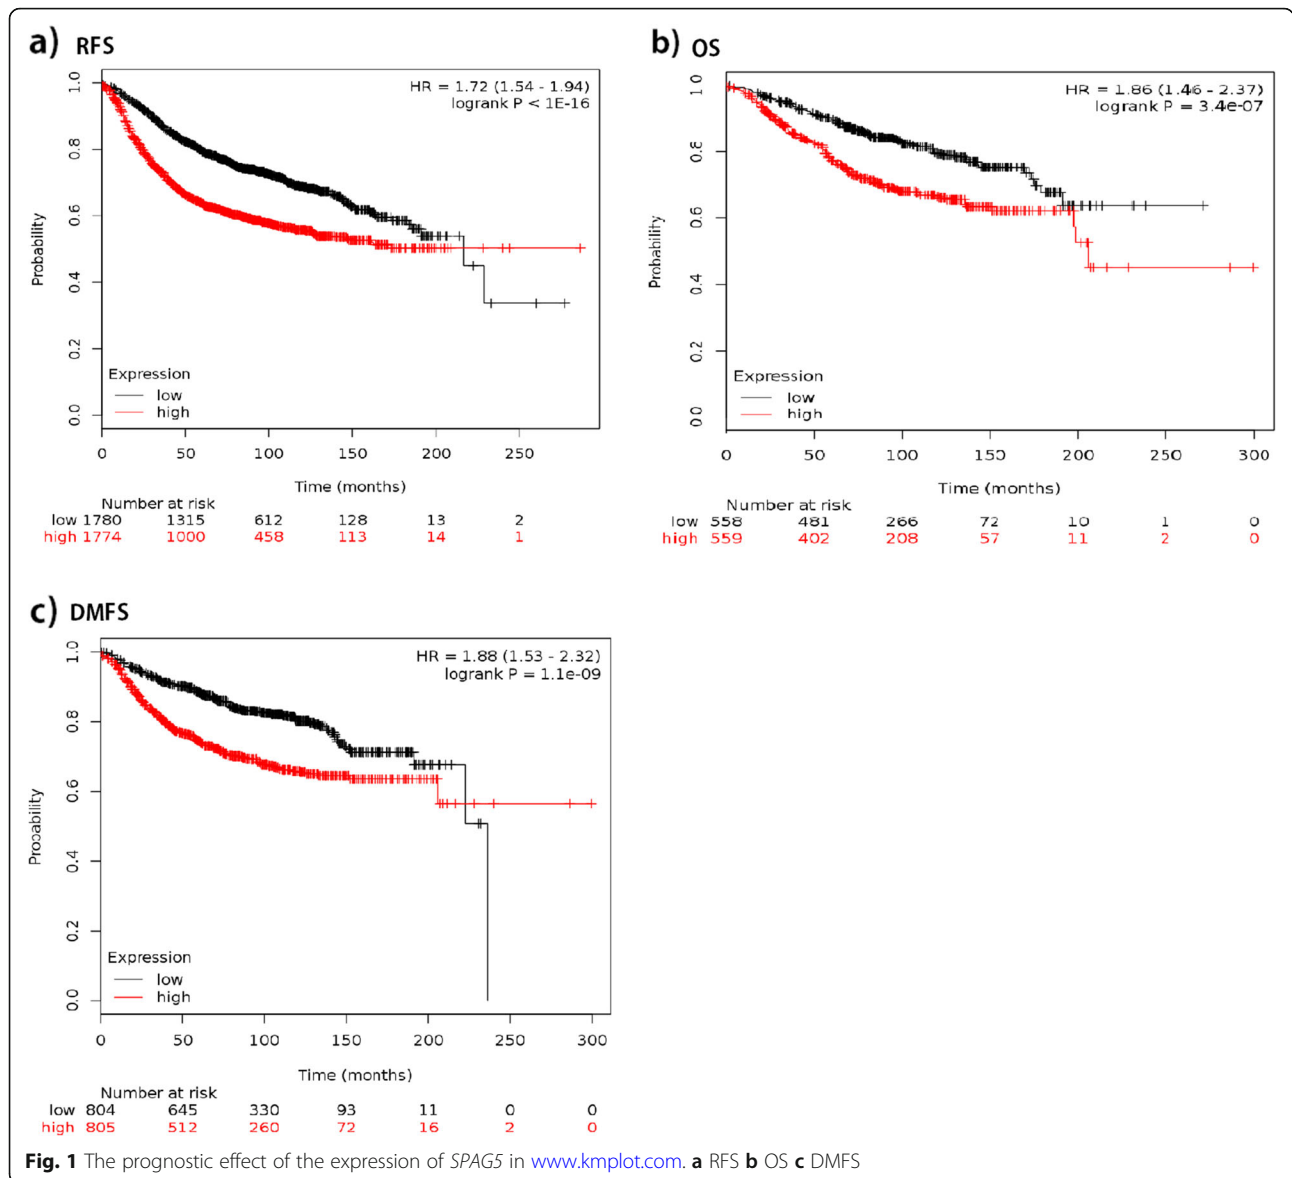 a) RFS
HR = 1.72 (1.54 - 1.94)
logrank P < 1E-16
Probability
1.0
0.8
0.6
0.4
0.2
0.0
Expression
low
high
0 50 100 150 200 250
Time (months)
Number at risk
low 1780 1315 612 128 13 2
high 1774 1000 458 113 14 1
b) OS
HR = 1.86 (1.46 - 2.37)
logrank P = 3.4e-07
Probability
1.0
0.8
0.6
0.4
0.2
0.0
Expression
low
high
0 50 100 150 200 250 300
Time (months)
Number at risk
low 558 481 266 72 10 1 0
high 559 402 208 57 11 2 0
c) DMFS
HR = 1.88 (1.53 - 2.32)
logrank P = 1.1e-09
Probability
1.0
0.8
0.6
0.4
0.2
0.0
Expression
low
high
0 50 100 150 200 250 300
Time (months)
Number at risk
low 804 645 330 93 11 0 0
high 805 512 260 72 16 2 0
Fig. 1 The prognostic effect of the expression of SPAG5 in www.kmplot.com. a RFS b OS c DMFS